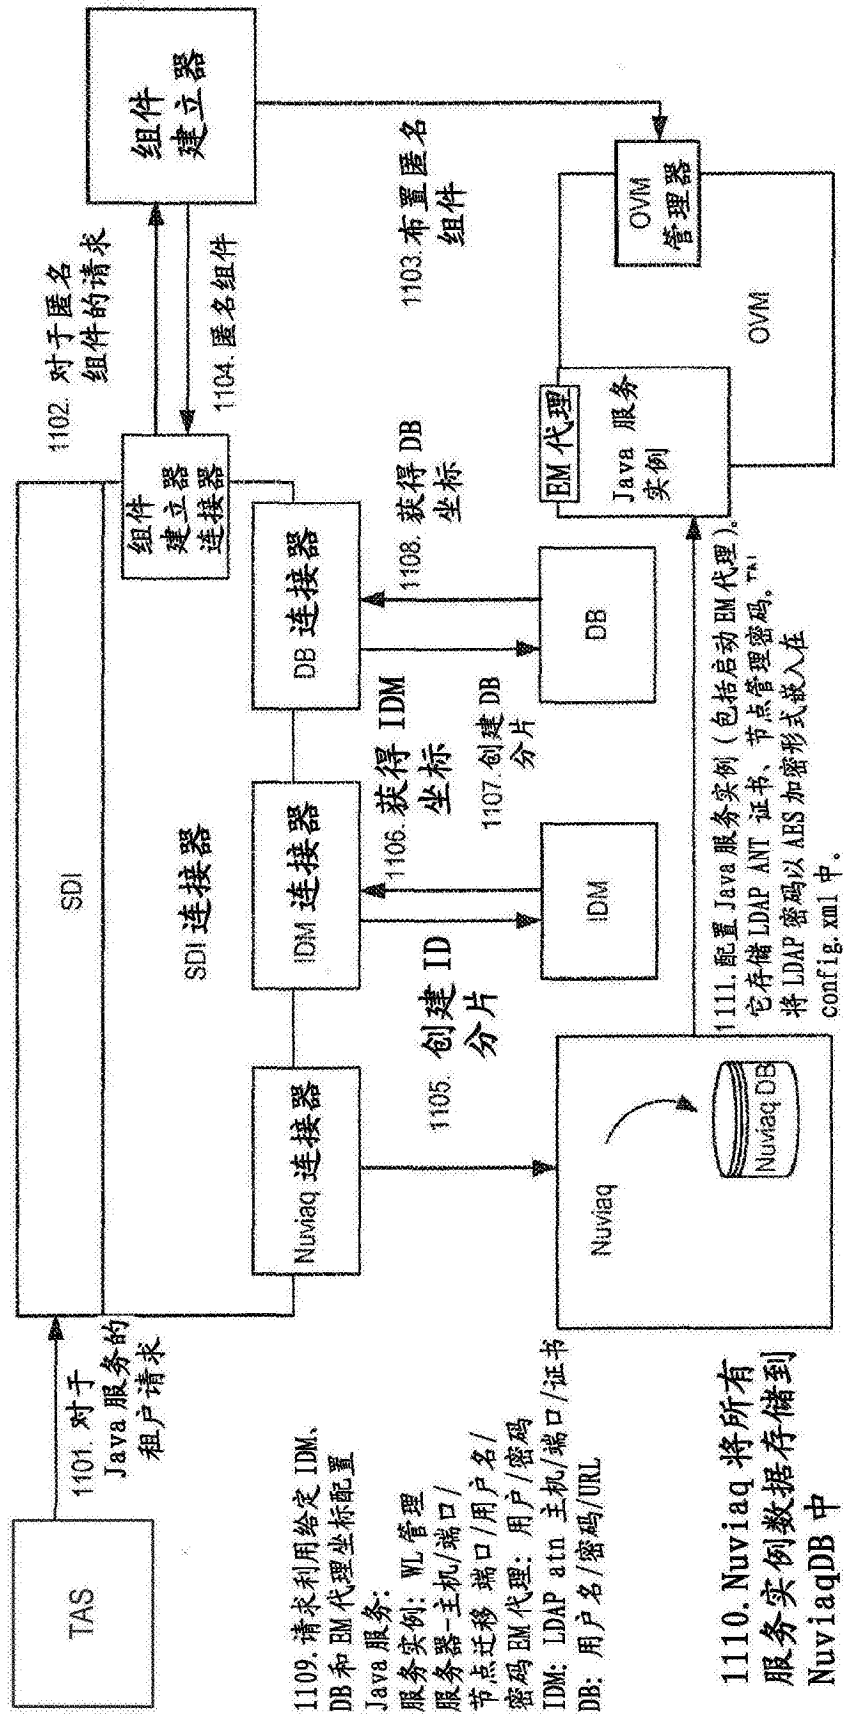 TAS
1101. 对于
Java 服务的
租户请求
SDI
SDI 连接器
组件
建立器
连接器
1102. 对于匿名
组件的请求
1104. 匿名组件
组件
建立器
1103. 布置匿名
组件
Nuviaq 连接器
IDM 连接器
DB 连接器
1105. 创建 ID
分片
1106. 获得 IDM
坐标
1107. 创建 DB
分片
1108. 获得 DB
坐标
IDM
DB
EM 代理
Java 服务
实例
OVM
管理器
OVM
1109. 请求利用给定 IDM、
DB 和 EM 代理坐标配置
Java 服务:
服务实例: WL 管理
服务器-主机/端口/
节点迁移 端口/用户名/
密码 EM 代理: 用户/密码
IDM: LDAP atn 主机/端口/证书
DB: 用户名/密码/URL
Nuviaq
Nuviaq DB
1110. Nuviaq 将所有
服务实例数据存储到
NuviaqDB 中
1111. 配置 Java 服务实例 (包括启动 EM 代理)。
它存储 LDAP ANT 证书、节点管理密码。
将 LDAP 密码以 AES 加密形式嵌入在
config.xml 中。